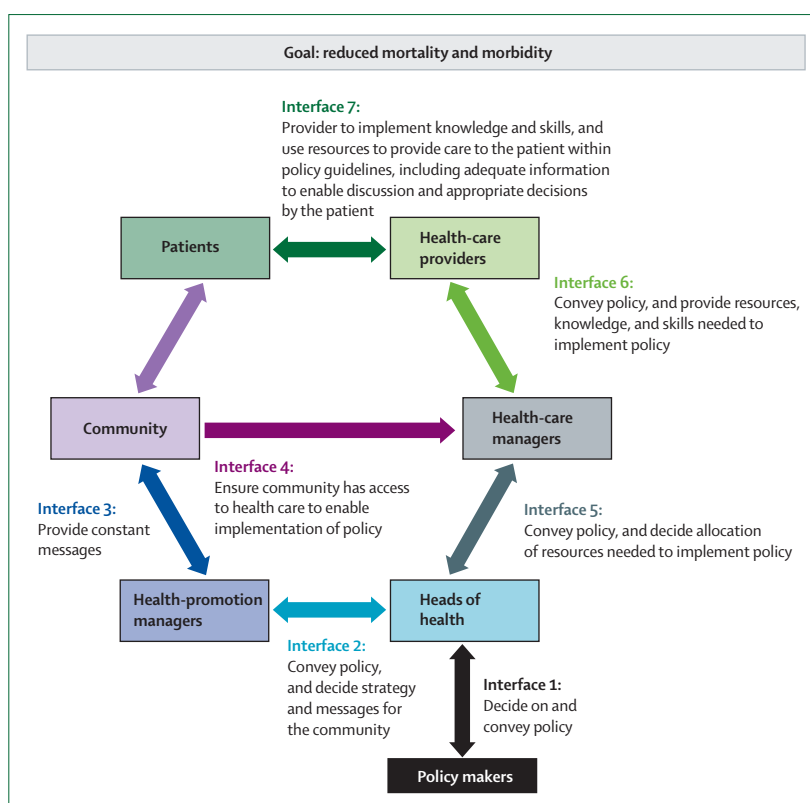 Goal: reduced mortality and morbidity
Interface 7:
Provider to implement knowledge and skills, and
use resources to provide care to the patient within
policy guidelines, including adequate information
to enable discussion and appropriate decisions
by the patient
Patients
Health-care
providers
Interface 6:
Convey policy, and provide resources,
knowledge, and skills needed to
implement policy
Community
Health-care
managers
Interface 4:
Ensure community has access
to health care to enable
implementation of policy
Interface 3:
Provide constant
messages
Interface 5:
Convey policy, and decide allocation
of resources needed to implement policy
Health-promotion
managers
Heads of
health
Interface 2:
Convey policy,
and decide strategy
and messages for
the community
Interface 1:
Decide on and
convey policy
Policy makers